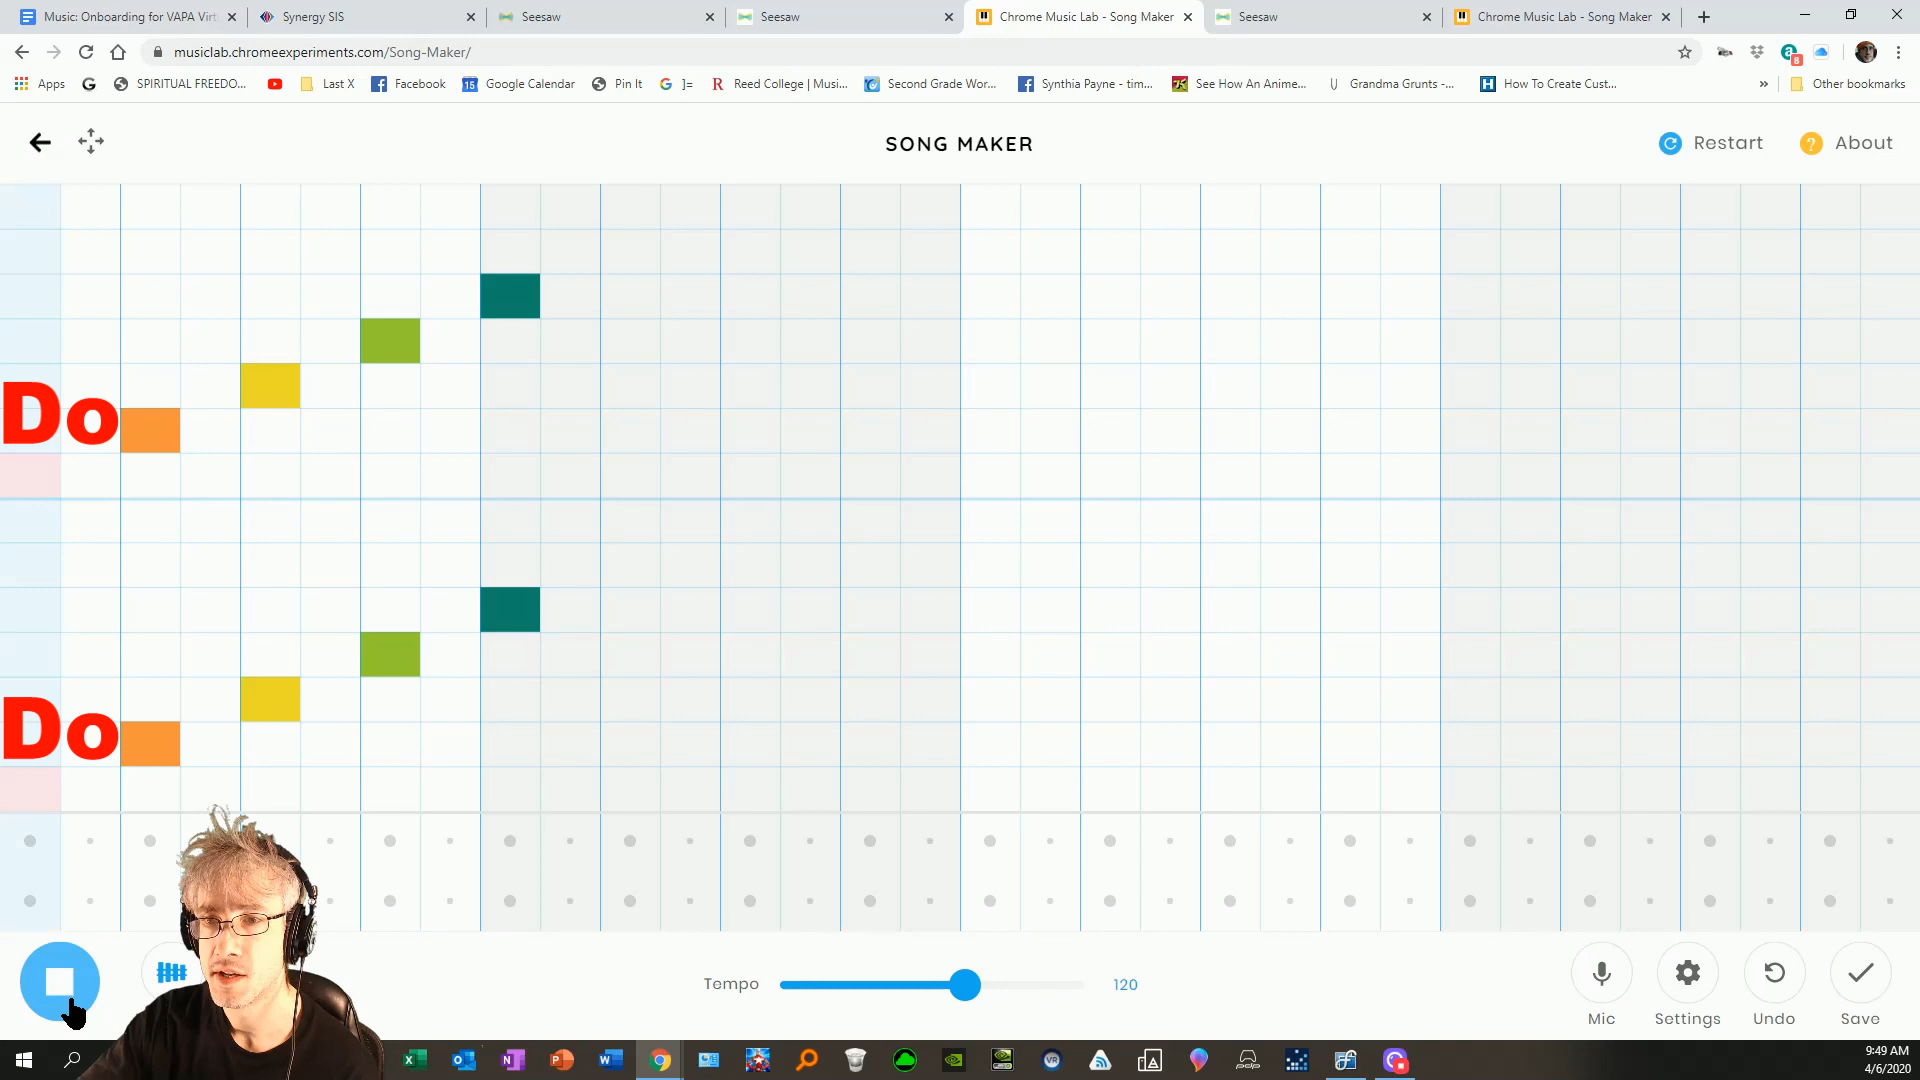 Music: Onboarding for VAPA Virt
Synergy SIS
Seesaw
Seesaw
Chrome Music Lab - Song Maker
Seesaw
Chrome Music Lab - Song Maker
musiclab.chromeexperiments.com/Song-Maker/
8
Apps
SPIRITUAL FREEDO...
Last X
Facebook
15
Google Calendar
Pin It
]=
Reed College | Musi...
Second Grade Wor...
Synthia Payne - tim...
See How An Anime...
Grandma Grunts -...
How To Create Cust...
»
Other bookmarks
SONG MAKER
Restart
? About
Do
Do
Tempo
120
Mic
Settings
Undo
Save
9:49 AM
4/6/2020